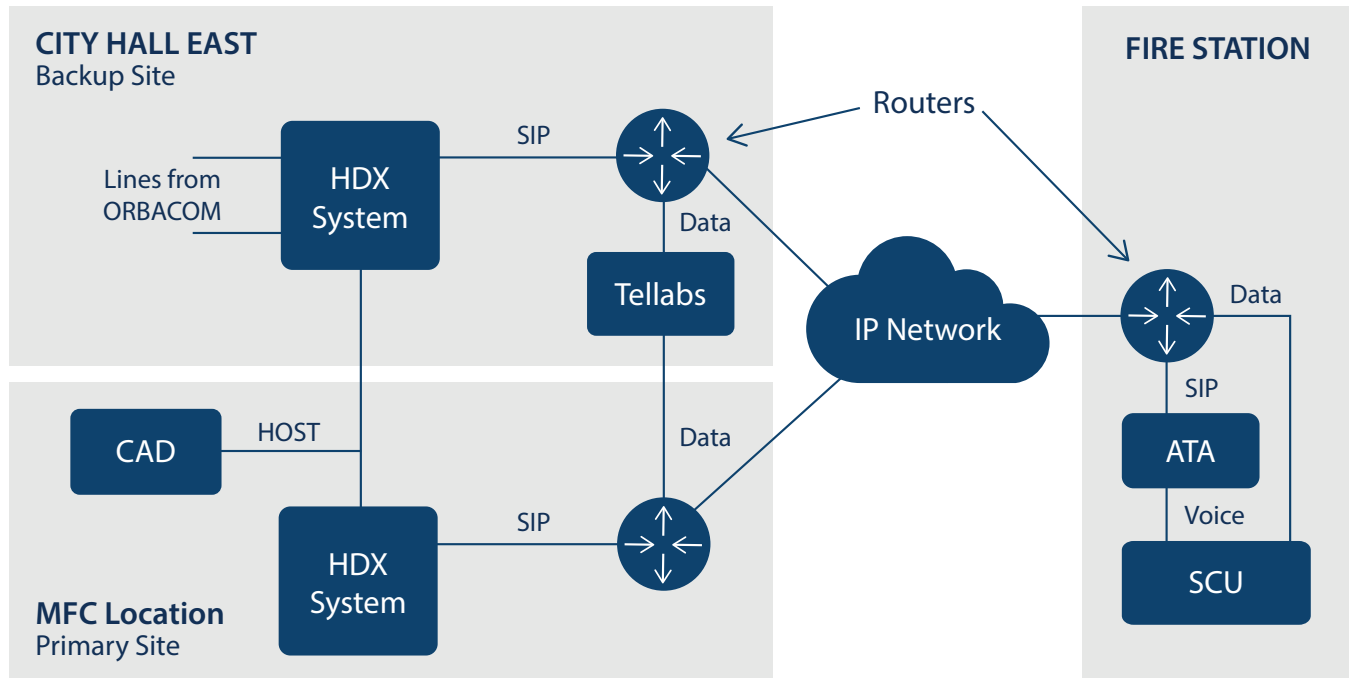 CITY HALL EAST
Backup Site
Lines from
ORBACOM
HDX
System
SIP
Data
Tellabs
Routers
IP Network
FIRE STATION
Data
SIP
ATA
Voice
SCU
CAD
HOST
HDX
System
SIP
Data
MFC Location
Primary Site